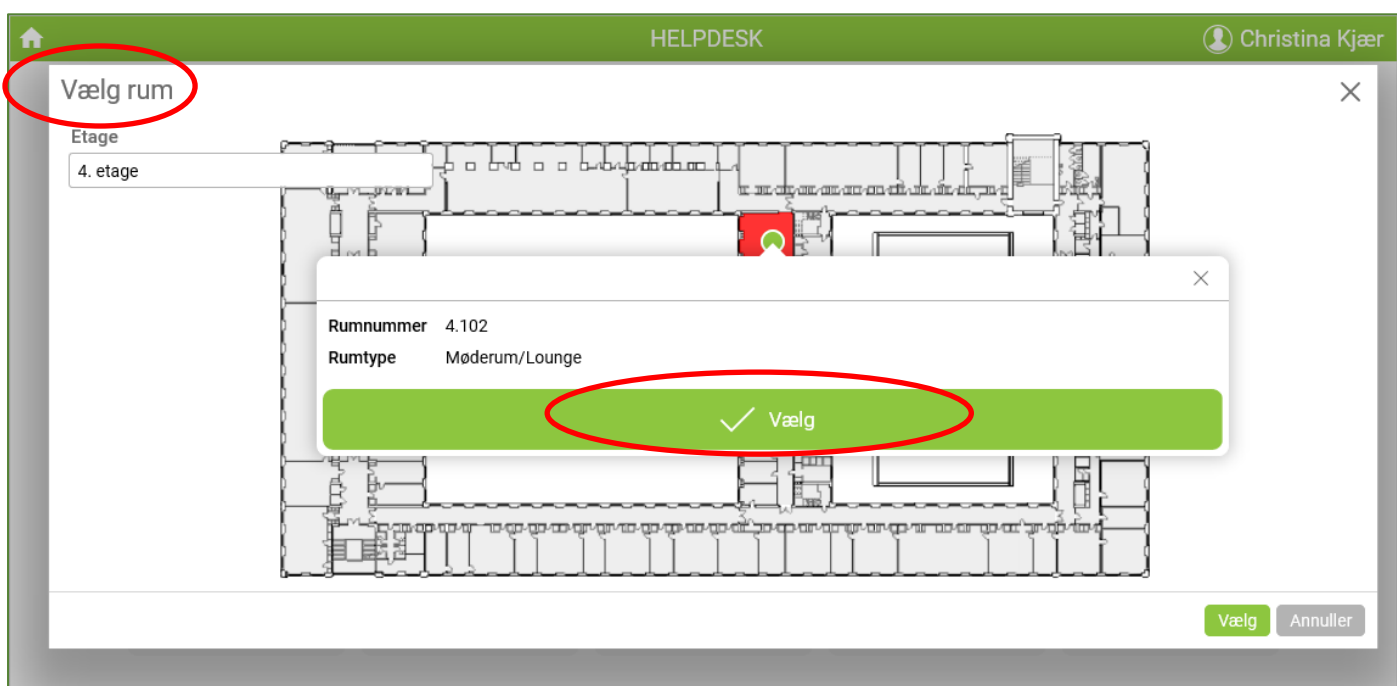 HELPDESK
Christina Kjær
Vælg rum
Etage
4. etage
Rumnummer 4.102
Rumtype Møderum/Lounge
Vælg
Vælg Annuller